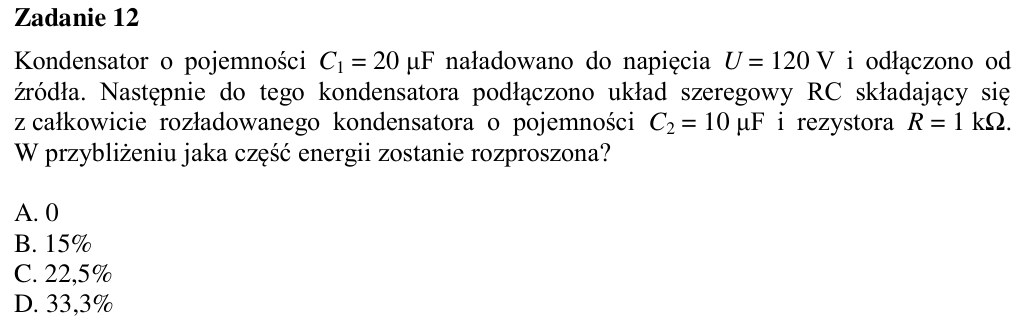 Zadanie 12
Kondensator o pojemności C₁ = 20 μF naładowano do napięcia U = 120 V i odłączono od
źródła. Następnie do tego kondensatora podłączono układ szeregowy RC składający się
z całkowicie rozładowanego kondensatora o pojemności C₂ = 10 μF i rezystora R = 1 kΩ.
W przybliżeniu jaka część energii zostanie rozproszona?
A. 0
B. 15%
C. 22,5%
D. 33,3%